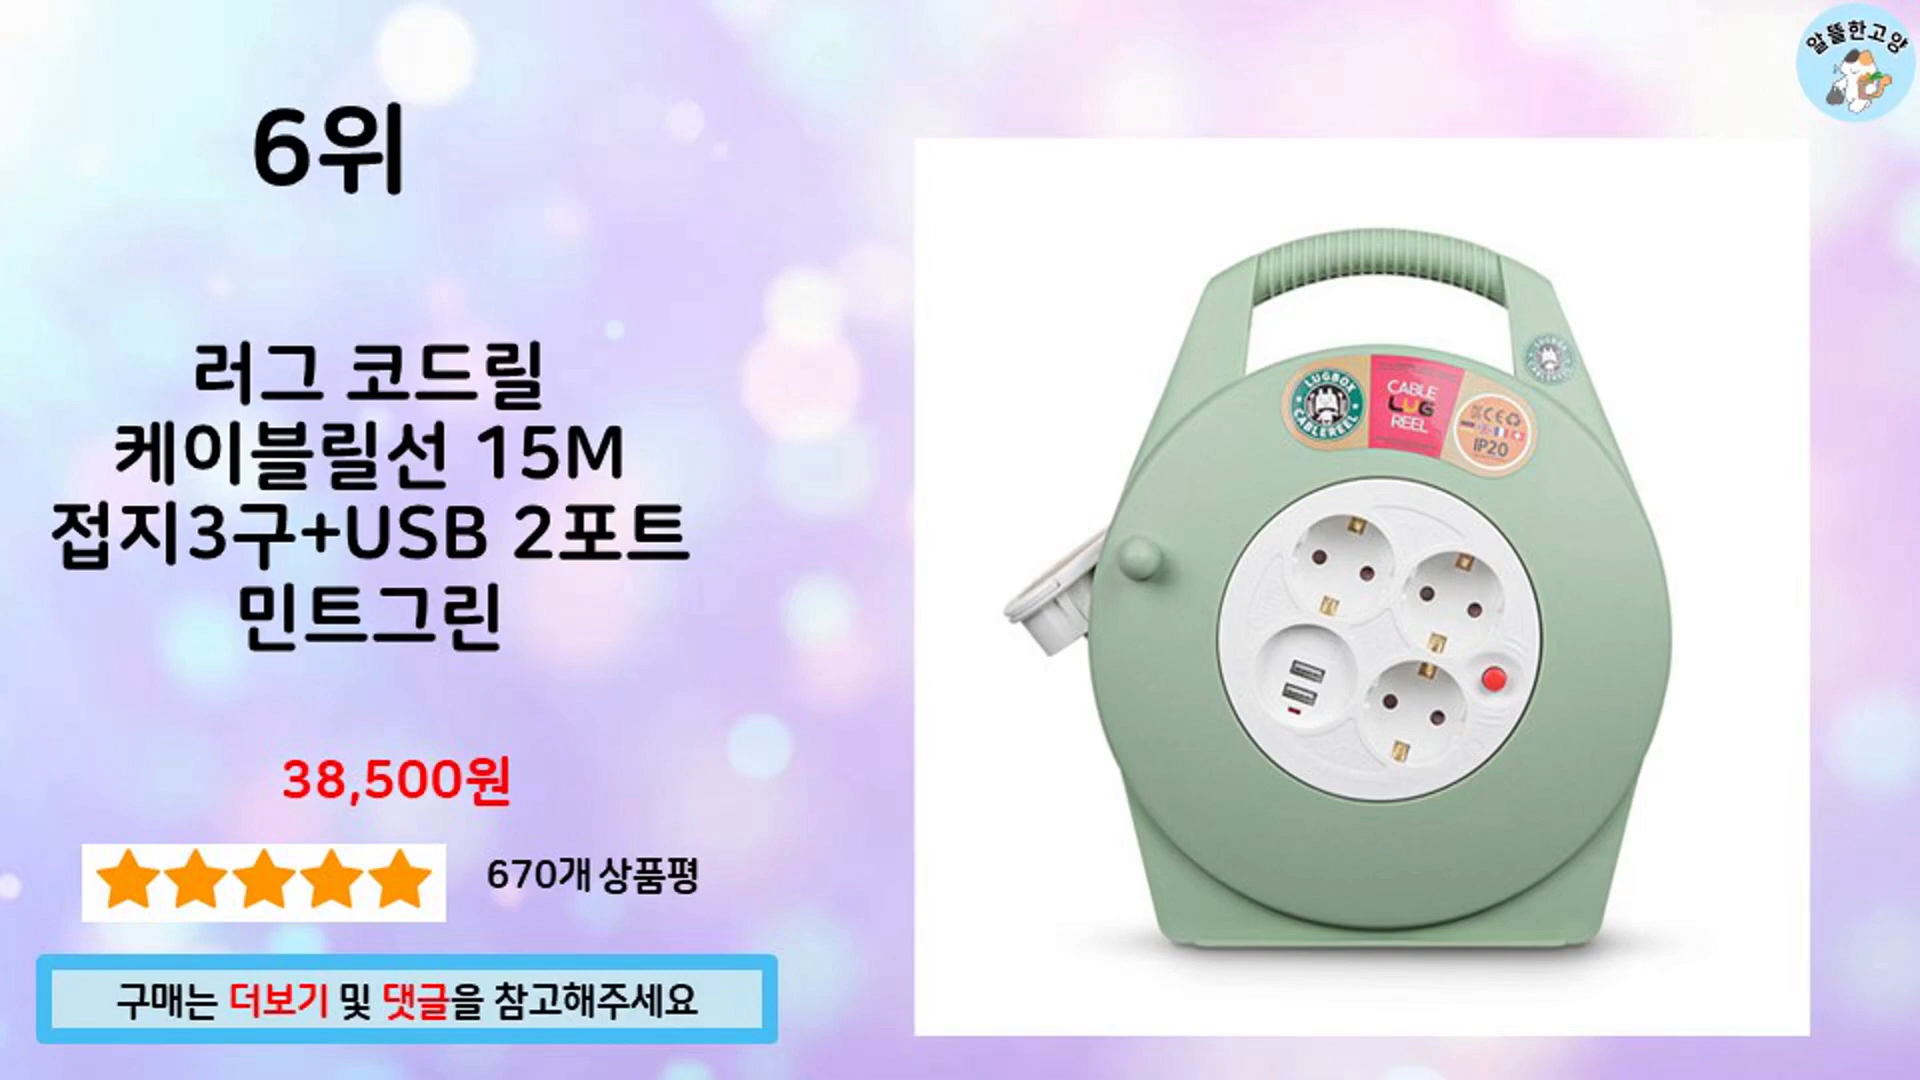 알뜰한고양
6위
러그 코드릴
케이블릴선 15M
접지3구+USB 2포트
민트그린
38,500원
670개 상품평
구매는 더보기 및 댓글을 참고해주세요
LUGBOX
CABLEREEL
CABLE
LUG
REEL
CE
IP20